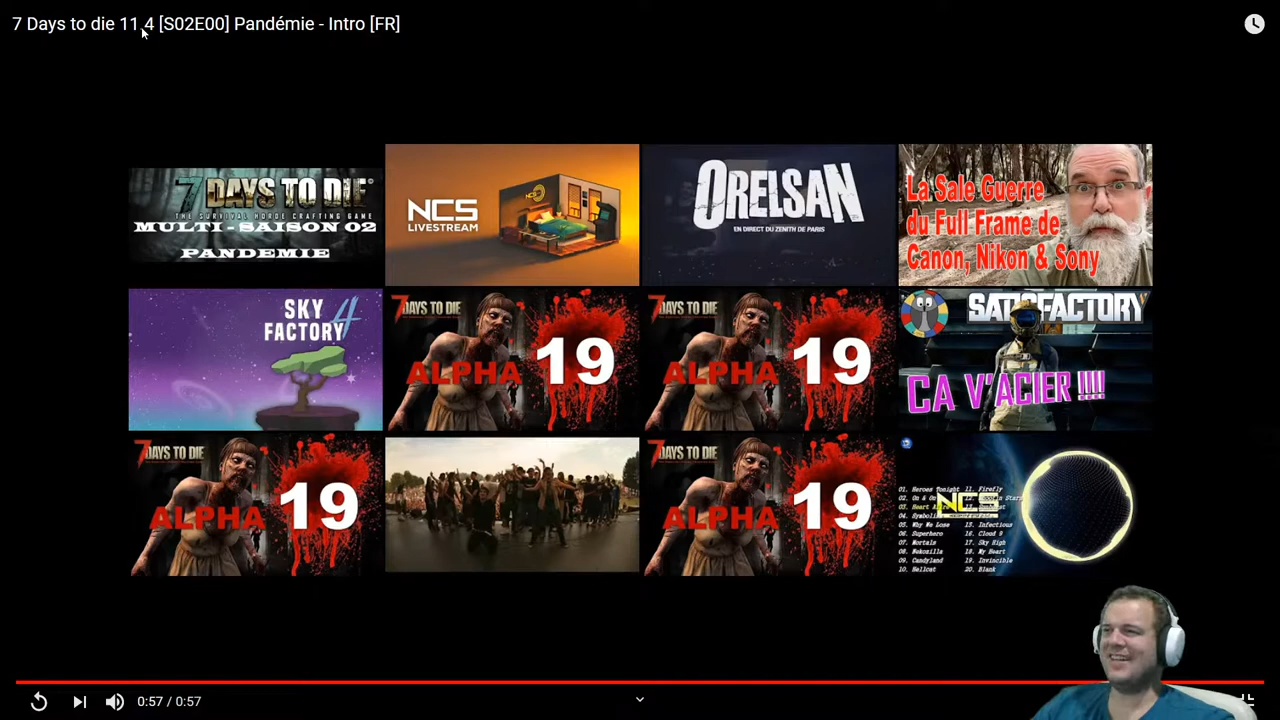 7 Days to die 11.4 [S02E00] Pandémie - Intro [FR]
7 DAYS TO DIE
THE SURVIVAL HORDE CRAFTING GAME
MULTI - SAISON 02
PANDEMIE
NCS
LIVESTREAM
NCS
ORELSAN
EN DIRECT DU ZENITH DE PARIS
La Sale Guerre
du Full Frame de
Canon, Nikon & Sony
SKY
FACTORY 4
7 DAYS TO DIE
ALPHA 19
7 DAYS TO DIE
ALPHA 19
SATISFACTORY
CA V'ACIER !!!!
7 DAYS TO DIE
ALPHA 19
7 DAYS TO DIE
ALPHA 19
NCS
01. Heroes Tonight
02. On & On
03. Heart
04.
05. Why We Lose
06. Superhero
07. Mortals
08. Nekozilla
09. Candyland
10. Hellcat
11. Firefly
15. Infectious
16. Cloud 9
17. Sky High
18. My Heart
19. Invincible
20. Blank
0:57 / 0:57